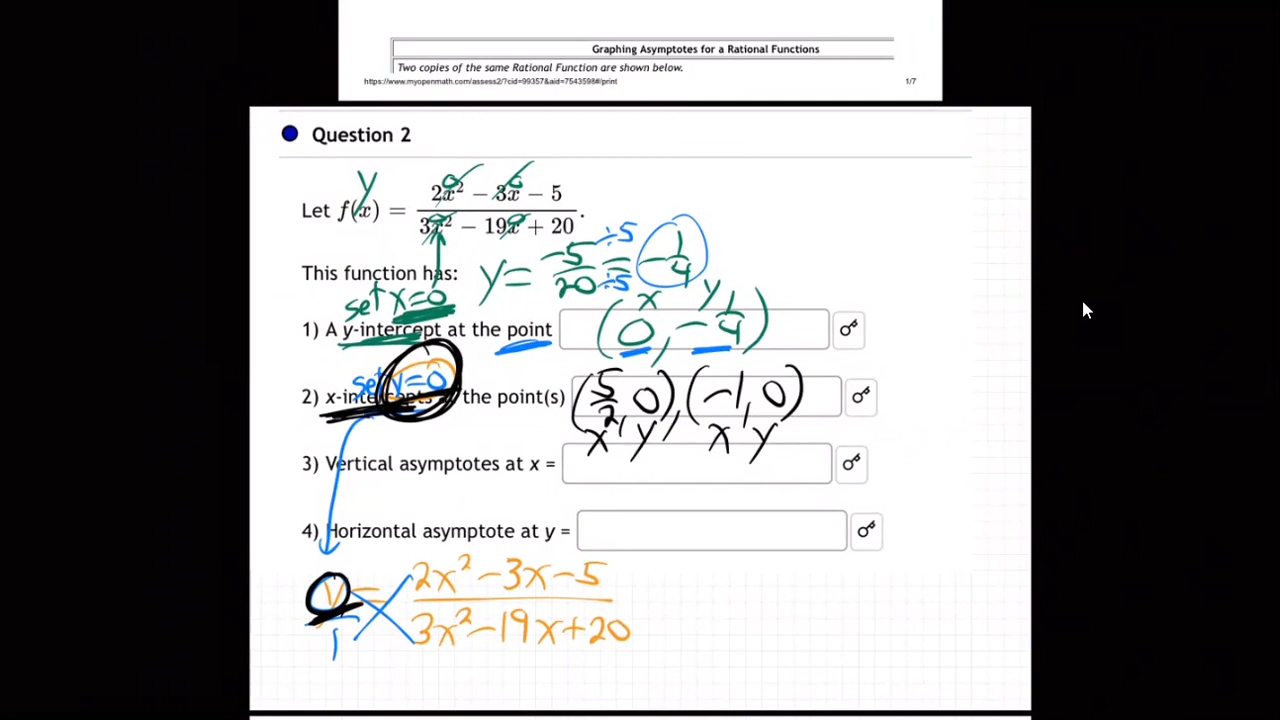 Graphing Asymptotes for a Rational Functions
Two copies of the same Rational Function are shown below.
https://www.myopenmath.com/assess2/?cid=99357&aid=7543598#/print 1/7
Question 2
y 0 0
Let f(x) = (2x² − 3x − 5)/(3x² − 19x + 20).
0 0
This function has: y = −5/20 ÷5/÷5 = −1/4
set x=0
x y
1) A y-intercept at the point (0, −1/4)
set y=0
2) x-intercepts at the point(s) (5/2, 0), (−1, 0)
x, y x y
3) Vertical asymptotes at x =
4) Horizontal asymptote at y =
y/1 = (2x² − 3x − 5)/(3x² − 19x + 20)